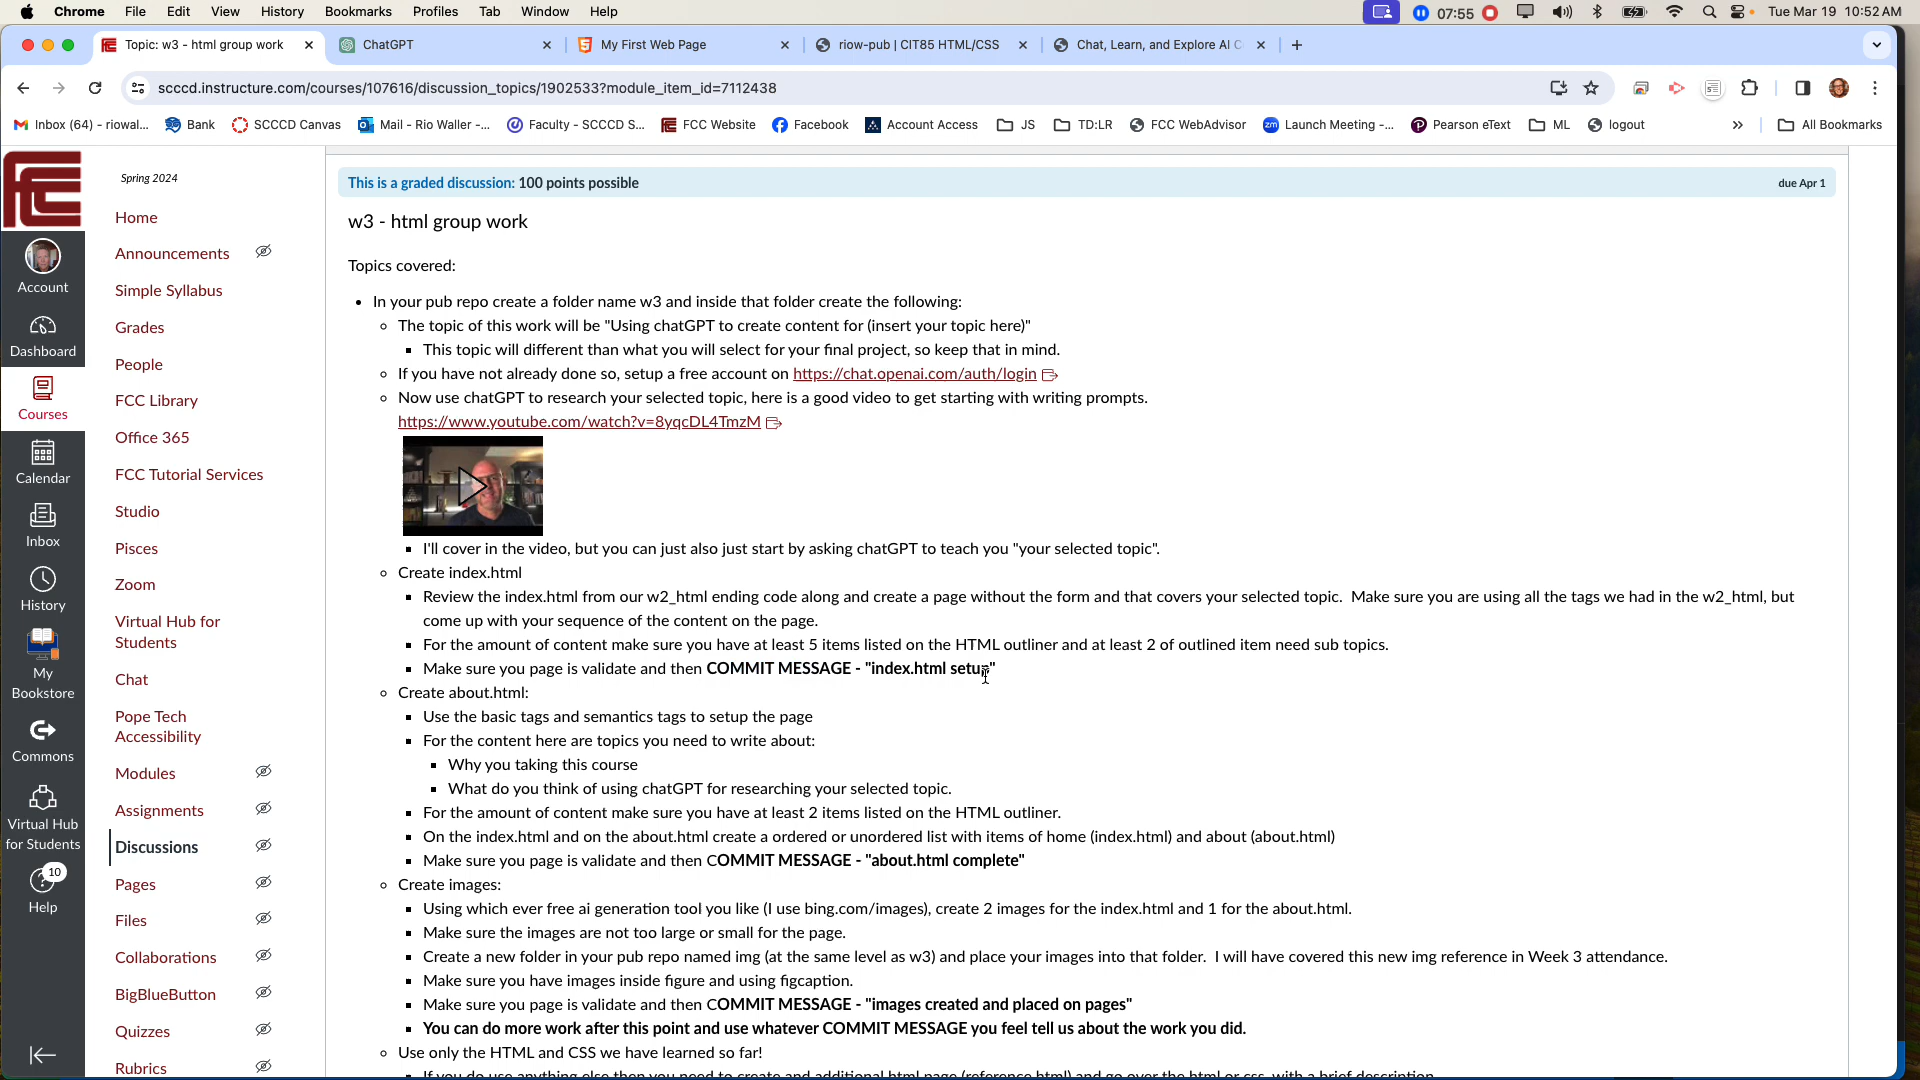 Chrome File Edit View History Bookmarks Profiles Tab Window Help 07:55 Tue Mar 19 10:52 AM
Topic: w3 - html group work ChatGPT My First Web Page riow-pub | CIT85 HTML/CSS Chat, Learn, and Explore AI C
scccd.instructure.com/courses/107616/discussion_topics/1902533?module_item_id=7112438
Inbox (64) - riowal... Bank SCCCD Canvas Mail - Rio Waller -... Faculty - SCCCD S... FCC Website Facebook Account Access JS TD:LR FCC WebAdvisor Launch Meeting -... Pearson eText ML logout » All Bookmarks
FCC
Account
Dashboard
Courses
Calendar
Inbox
History
My
Bookstore
Commons
Virtual Hub
for Students
10
Help
Spring 2024
Home
Announcements
Simple Syllabus
Grades
People
FCC Library
Office 365
FCC Tutorial Services
Studio
Pisces
Zoom
Virtual Hub for
Students
Chat
Pope Tech
Accessibility
Modules
Assignments
Discussions
Pages
Files
Collaborations
BigBlueButton
Quizzes
Rubrics
This is a graded discussion: 100 points possible due Apr 1
w3 - html group work
Topics covered:
In your pub repo create a folder name w3 and inside that folder create the following:
The topic of this work will be "Using chatGPT to create content for (insert your topic here)"
This topic will different than what you will select for your final project, so keep that in mind.
If you have not already done so, setup a free account on https://chat.openai.com/auth/login
Now use chatGPT to research your selected topic, here is a good video to get starting with writing prompts.
https://www.youtube.com/watch?v=8yqcDL4TmzM
I'll cover in the video, but you can just also just start by asking chatGPT to teach you "your selected topic".
Create index.html
Review the index.html from our w2_html ending code along and create a page without the form and that covers your selected topic. Make sure you are using all the tags we had in the w2_html, but
come up with your sequence of the content on the page.
For the amount of content make sure you have at least 5 items listed on the HTML outliner and at least 2 of outlined item need sub topics.
Make sure you page is validate and then COMMIT MESSAGE - "index.html setup"
Create about.html:
Use the basic tags and semantics tags to setup the page
For the content here are topics you need to write about:
Why you taking this course
What do you think of using chatGPT for researching your selected topic.
For the amount of content make sure you have at least 2 items listed on the HTML outliner.
On the index.html and on the about.html create a ordered or unordered list with items of home (index.html) and about (about.html)
Make sure you page is validate and then COMMIT MESSAGE - "about.html complete"
Create images:
Using which ever free ai generation tool you like (I use bing.com/images), create 2 images for the index.html and 1 for the about.html.
Make sure the images are not too large or small for the page.
Create a new folder in your pub repo named img (at the same level as w3) and place your images into that folder. I will have covered this new img reference in Week 3 attendance.
Make sure you have images inside figure and using figcaption.
Make sure you page is validate and then COMMIT MESSAGE - "images created and placed on pages"
You can do more work after this point and use whatever COMMIT MESSAGE you feel tell us about the work you did.
Use only the HTML and CSS we have learned so far!
If you do use anything else then you need to create and additional html page (reference.html) and go over the html or css, with a brief description